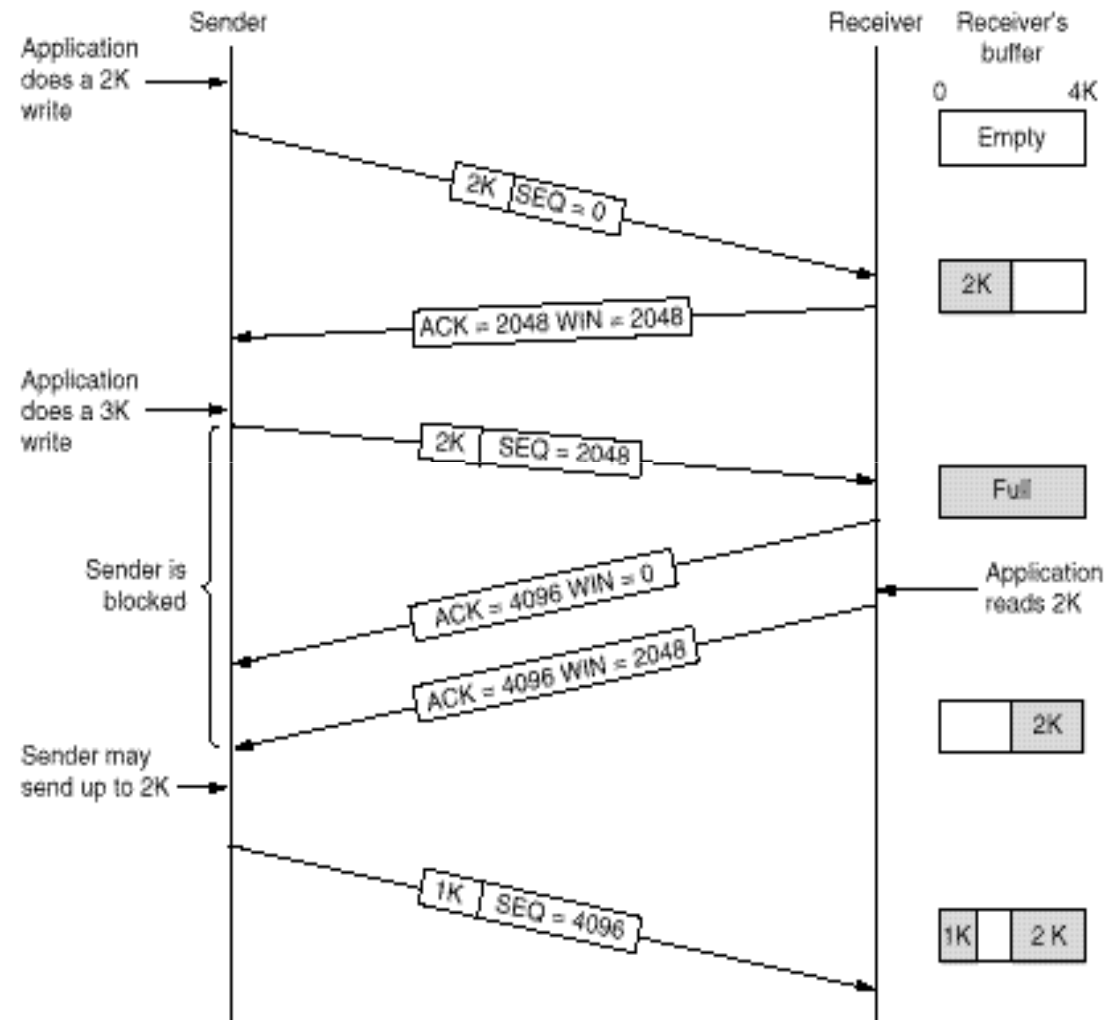 Sender
Receiver
Receiver's
buffer
Application
does a 2K
write
0
4K
Empty
2K
SEQ = 0
2K
ACK = 2048 WIN = 2048
Application
does a 3K
write
2K
SEQ = 2048
Full
Sender is
blocked
ACK = 4096 WIN = 0
Application
reads 2K
ACK = 4096 WIN = 2048
2K
Sender may
send up to 2K
1K
SEQ = 4096
1K
2 K